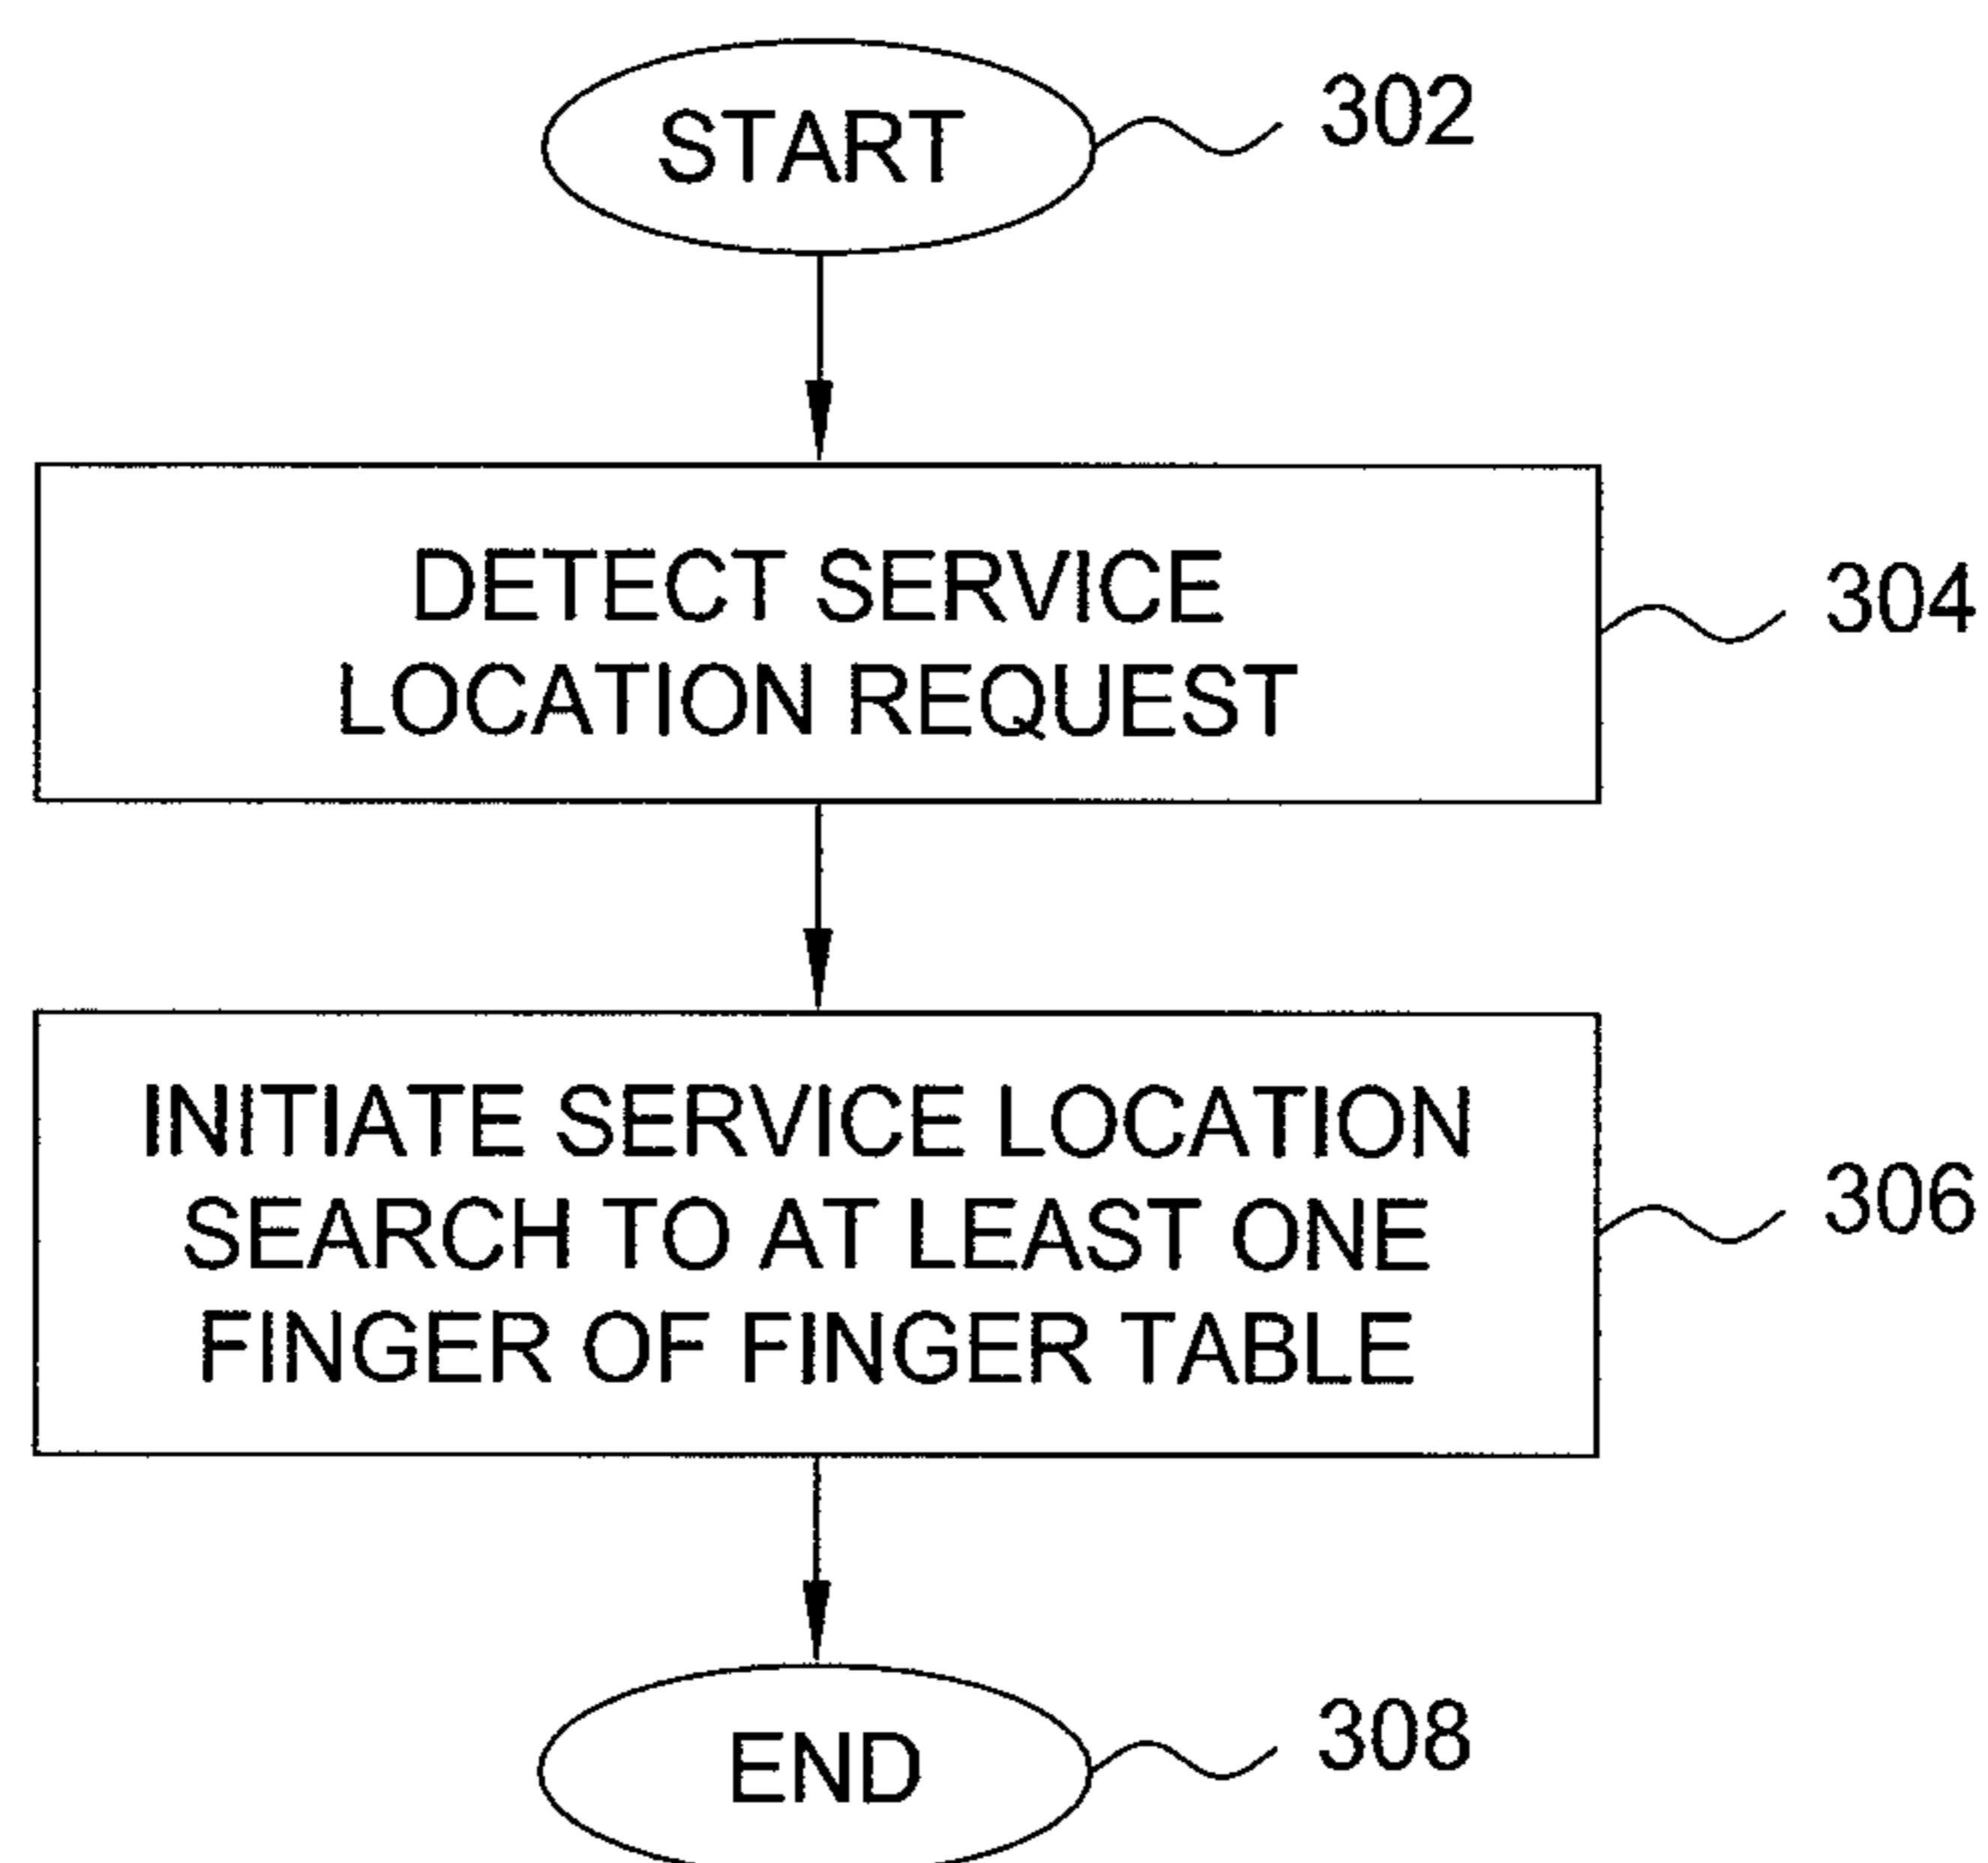 START
302
DETECT SERVICE
LOCATION REQUEST
304
INITIATE SERVICE LOCATION
SEARCH TO AT LEAST ONE
FINGER OF FINGER TABLE
306
END
308